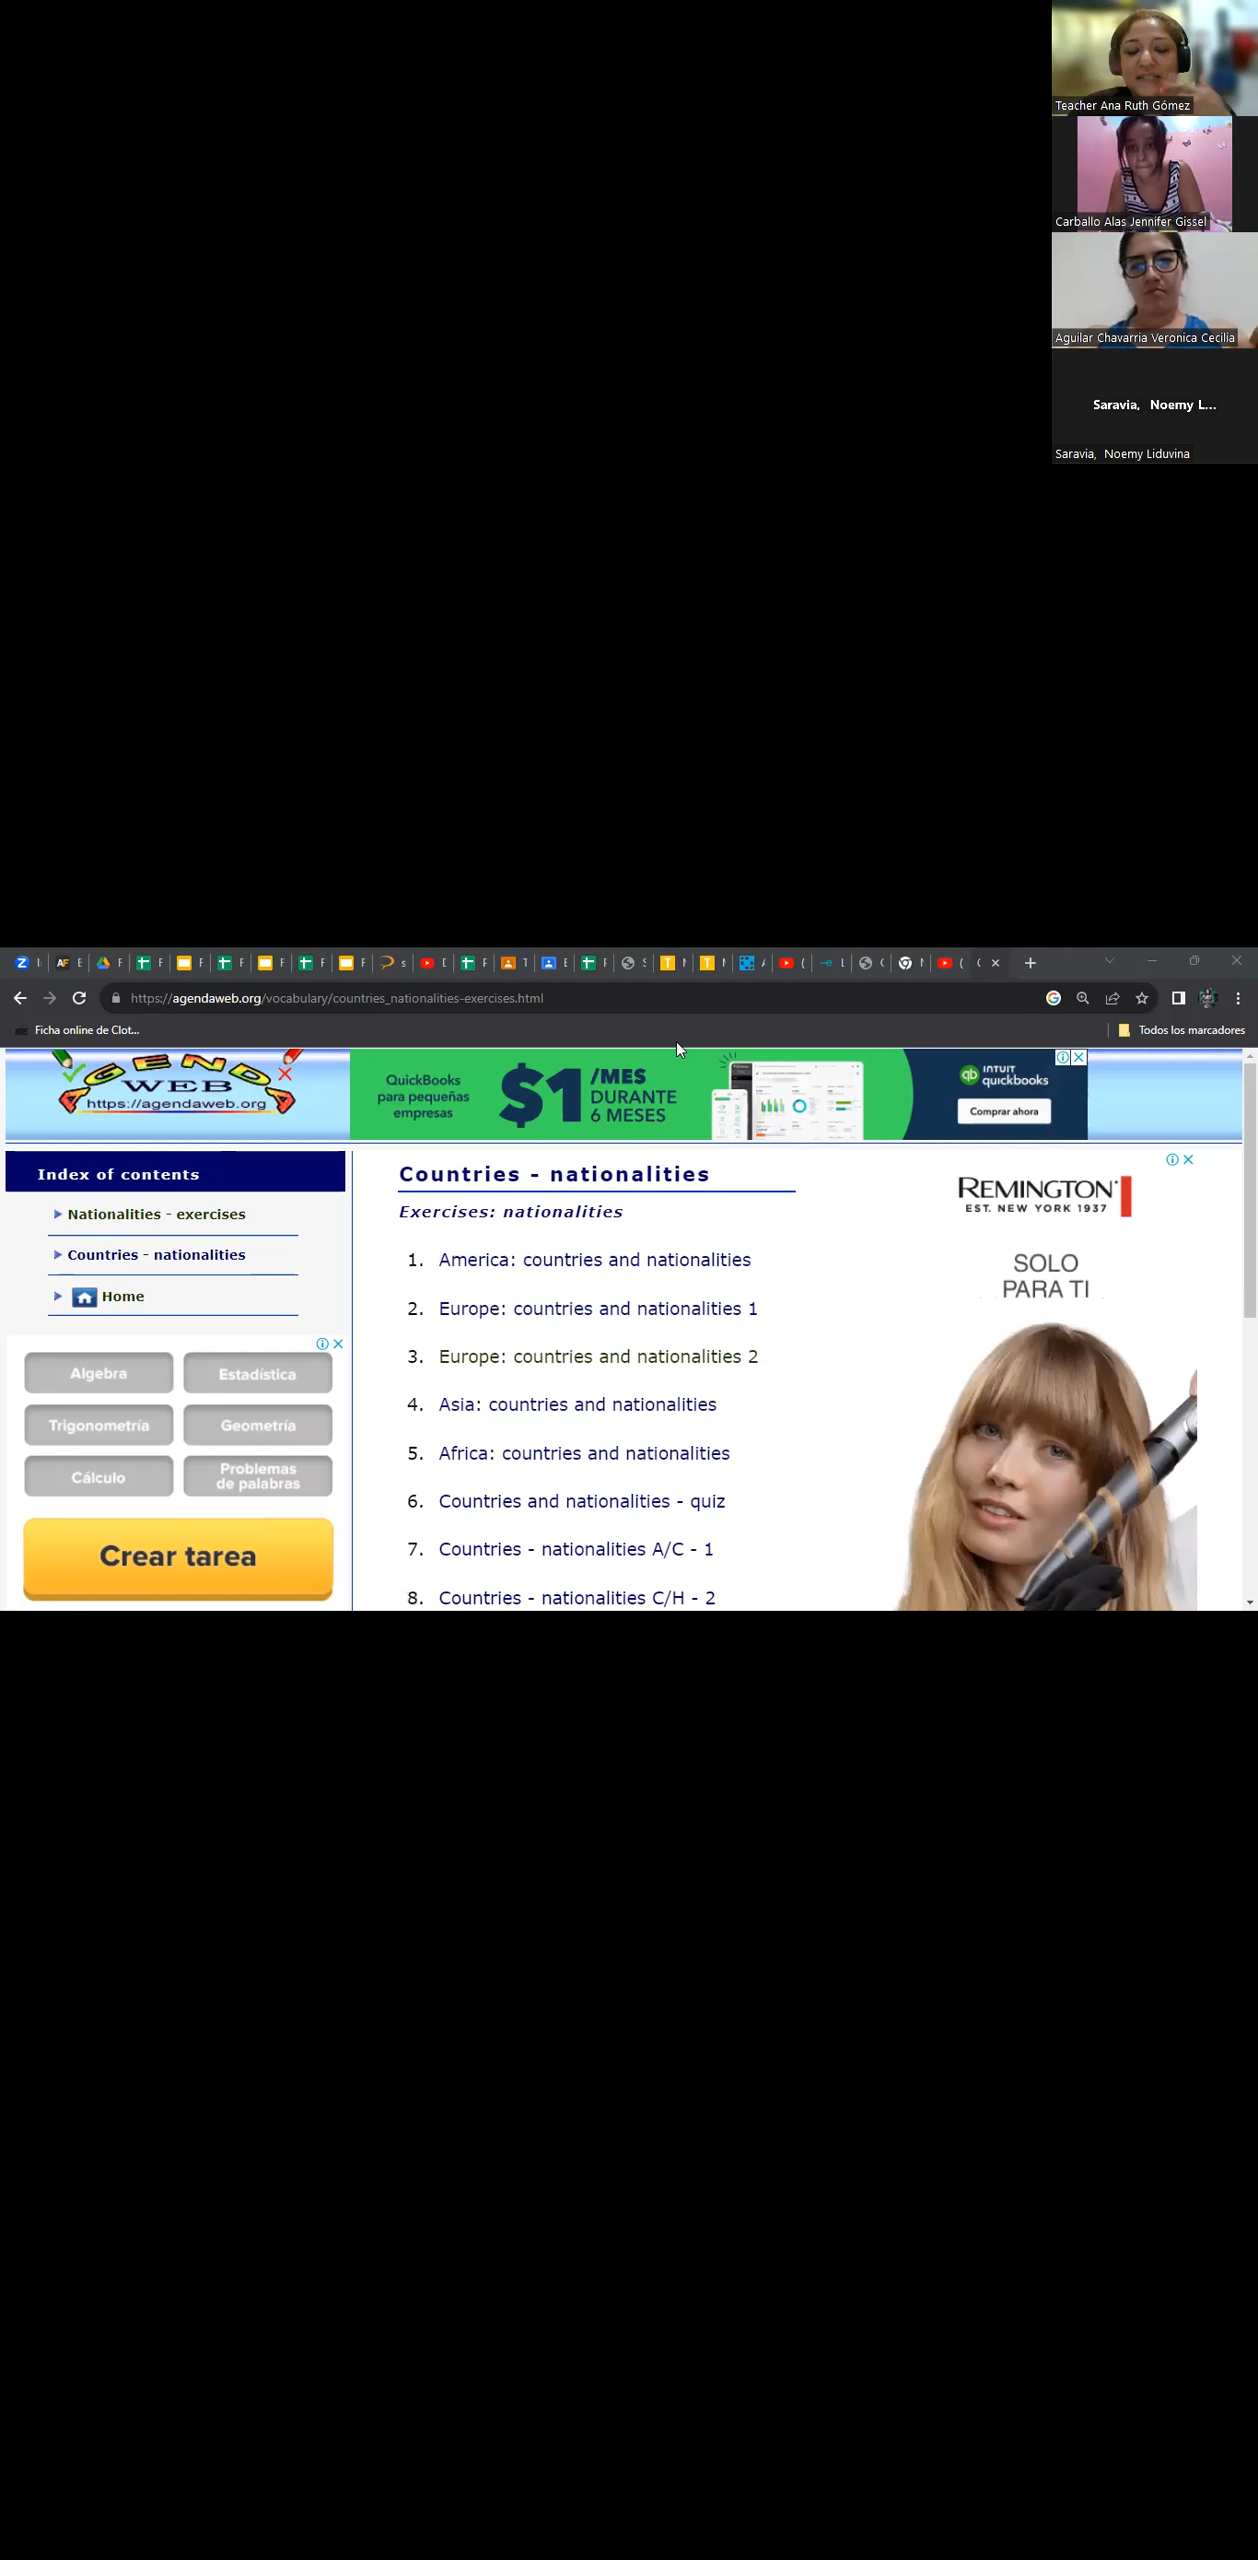 Teacher Ana Ruth Gómez
Carballo Alas Jennifer Gissel
Aguilar Chavarria Veronica Cecilia
Saravia, Noemy L...
Saravia, Noemy Liduvina
https://agendaweb.org/vocabulary/countries_nationalities-exercises.html
Ficha online de Clot...
Todos los marcadores
AGENDA
WEB
https://agendaweb.org
QuickBooks
para pequeñas
empresas
$1 /MES
DURANTE
6 MESES
INTUIT
quickbooks
Comprar ahora
Index of contents
Nationalities - exercises
Countries - nationalities
Home
Algebra
Estadística
Trigonometría
Geometría
Cálculo
Problemas
de palabras
Crear tarea
Countries - nationalities
Exercises: nationalities
1. America: countries and nationalities
2. Europe: countries and nationalities 1
3. Europe: countries and nationalities 2
4. Asia: countries and nationalities
5. Africa: countries and nationalities
6. Countries and nationalities - quiz
7. Countries - nationalities A/C - 1
8. Countries - nationalities C/H - 2
REMINGTON
EST. NEW YORK 1937
SOLO
PARA TI